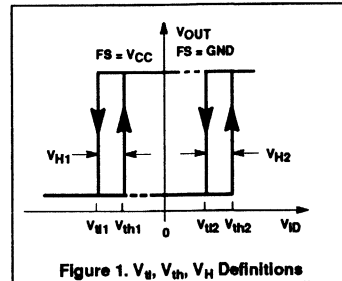 VOUT
FS = VCC FS = GND
VH1 VH2
Vtl1 Vth1 0 Vtl2 Vth2 VID
Figure 1. Vtl, Vth, VH Definitions